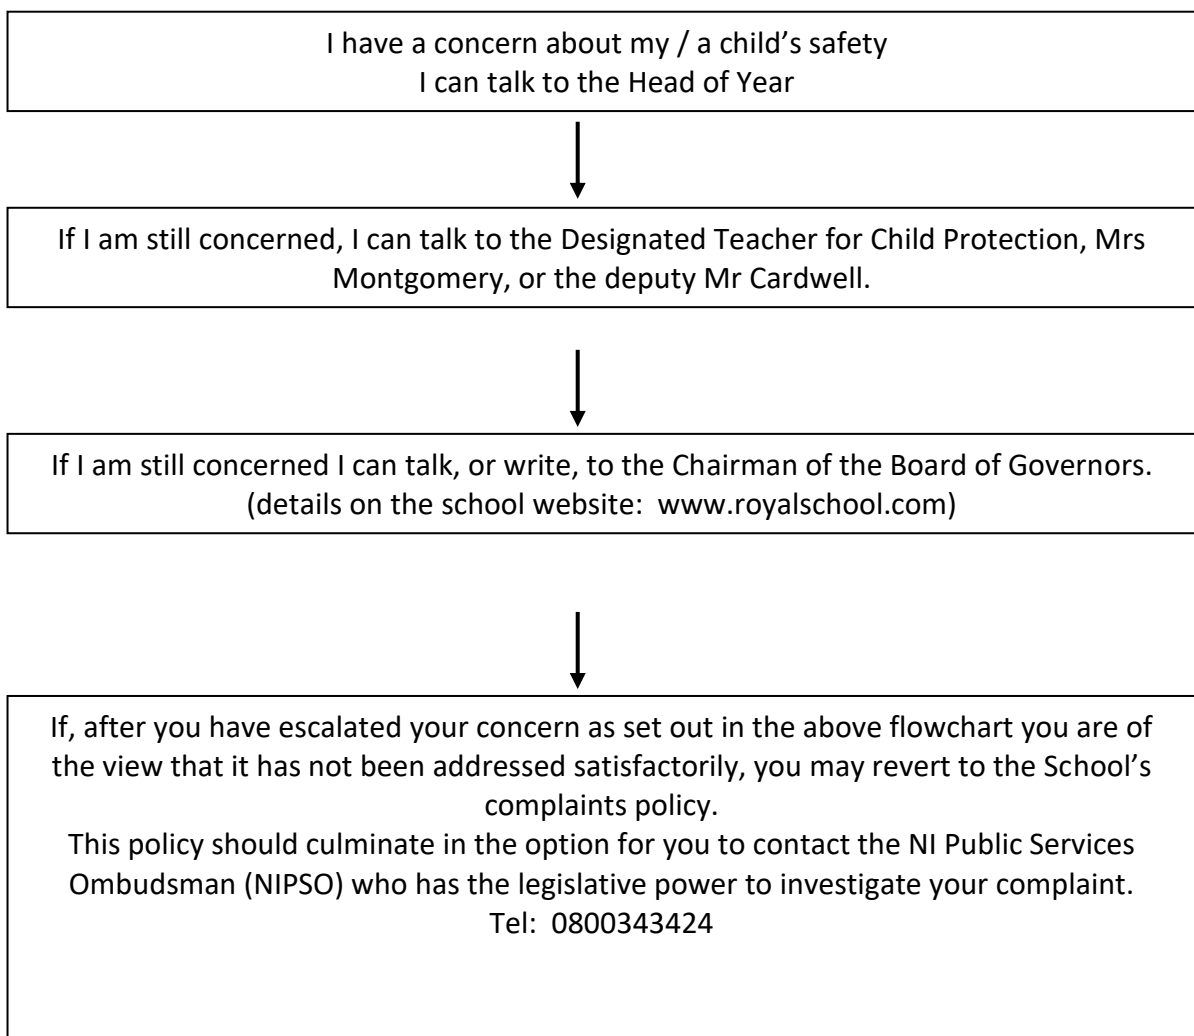 I have a concern about my / a child’s safety
I can talk to the Head of Year
If I am still concerned, I can talk to the Designated Teacher for Child Protection, Mrs
Montgomery, or the deputy Mr Cardwell.
If I am still concerned I can talk, or write, to the Chairman of the Board of Governors.
(details on the school website:  www.royalschool.com)
If, after you have escalated your concern as set out in the above flowchart you are of
the view that it has not been addressed satisfactorily, you may revert to the School’s
complaints policy.
This policy should culminate in the option for you to contact the NI Public Services
Ombudsman (NIPSO) who has the legislative power to investigate your complaint.
Tel:  0800343424